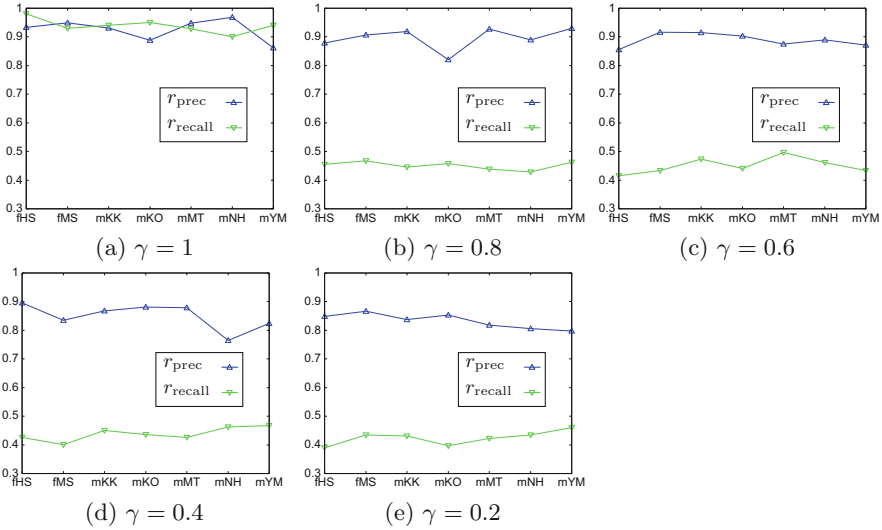 1
0.9
0.8
0.7
0.6
0.5
0.4
0.3
fHS fMS mKK mKO mMT mNH mYM
r_prec
r_recall
(a) γ = 1
1
0.9
0.8
0.7
0.6
0.5
0.4
0.3
fHS fMS mKK mKO mMT mNH mYM
r_prec
r_recall
(b) γ = 0.8
1
0.9
0.8
0.7
0.6
0.5
0.4
0.3
fHS fMS mKK mKO mMT mNH mYM
r_prec
r_recall
(c) γ = 0.6
1
0.9
0.8
0.7
0.6
0.5
0.4
0.3
fHS fMS mKK mKO mMT mNH mYM
r_prec
r_recall
(d) γ = 0.4
1
0.9
0.8
0.7
0.6
0.5
0.4
0.3
fHS fMS mKK mKO mMT mNH mYM
r_prec
r_recall
(e) γ = 0.2